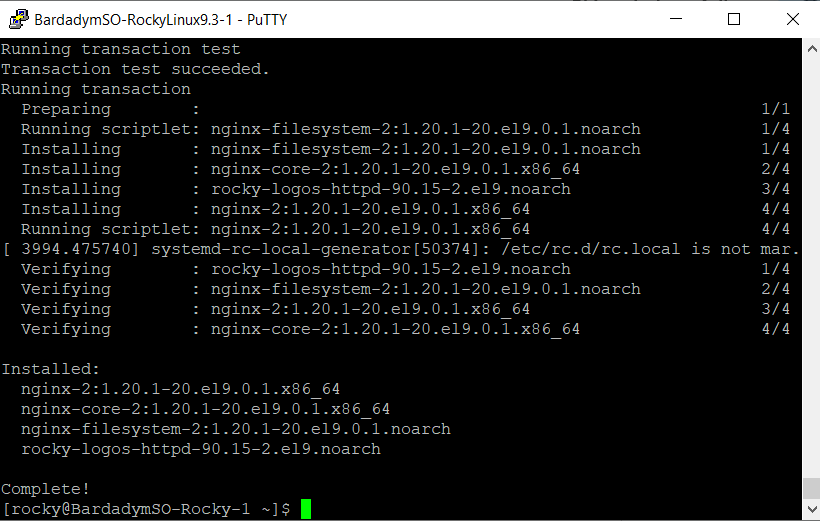 BardadymSO-RockyLinux9.3-1 - PuTTY
Running transaction test
Transaction test succeeded.
Running transaction
  Preparing        :                                                         1/1
  Running scriptlet: nginx-filesystem-2:1.20.1-20.el9.0.1.noarch            1/4
  Installing       : nginx-filesystem-2:1.20.1-20.el9.0.1.noarch            1/4
  Installing       : nginx-core-2:1.20.1-20.el9.0.1.x86_64                  2/4
  Installing       : rocky-logos-httpd-90.15-2.el9.noarch                   3/4
  Installing       : nginx-2:1.20.1-20.el9.0.1.x86_64                       4/4
  Running scriptlet: nginx-2:1.20.1-20.el9.0.1.x86_64                       4/4
[ 3994.475740] systemd-rc-local-generator[50374]: /etc/rc.d/rc.local is not mar.
  Verifying        : rocky-logos-httpd-90.15-2.el9.noarch                   1/4
  Verifying        : nginx-filesystem-2:1.20.1-20.el9.0.1.noarch            2/4
  Verifying        : nginx-2:1.20.1-20.el9.0.1.x86_64                       3/4
  Verifying        : nginx-core-2:1.20.1-20.el9.0.1.x86_64                  4/4
Installed:
  nginx-2:1.20.1-20.el9.0.1.x86_64
  nginx-core-2:1.20.1-20.el9.0.1.x86_64
  nginx-filesystem-2:1.20.1-20.el9.0.1.noarch
  rocky-logos-httpd-90.15-2.el9.noarch
Complete!
[rocky@BardadymSO-Rocky-1 ~]$